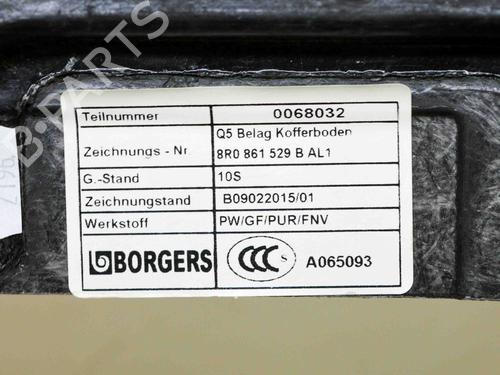 Teilnummer 0068032
Zeichnungs - Nr. Q5 Belag Kofferboden
8R0 861 529 B AL1
G.-Stand 10S
Zeichnungstand B09022015/01
Werkstoff PW/GF/PUR/FNV
BORGERS CCC S A065093
B-PARTS